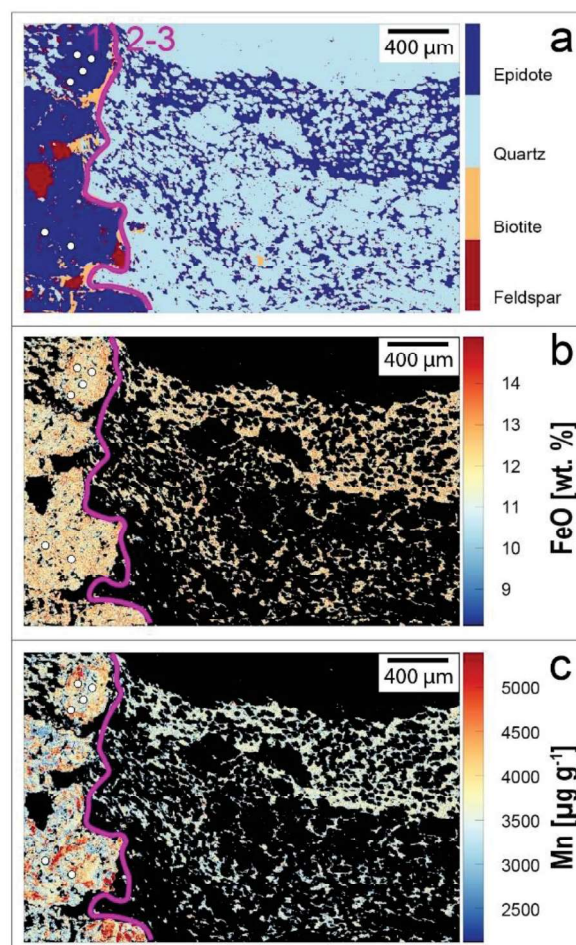 1 2-3
400 µm
a
Epidote
Quartz
Biotite
Feldspar
400 µm
b
14
13
12
11
10
9
FeO [wt. %]
400 µm
c
5000
4500
4000
3500
3000
2500
Mn [µg g⁻¹]